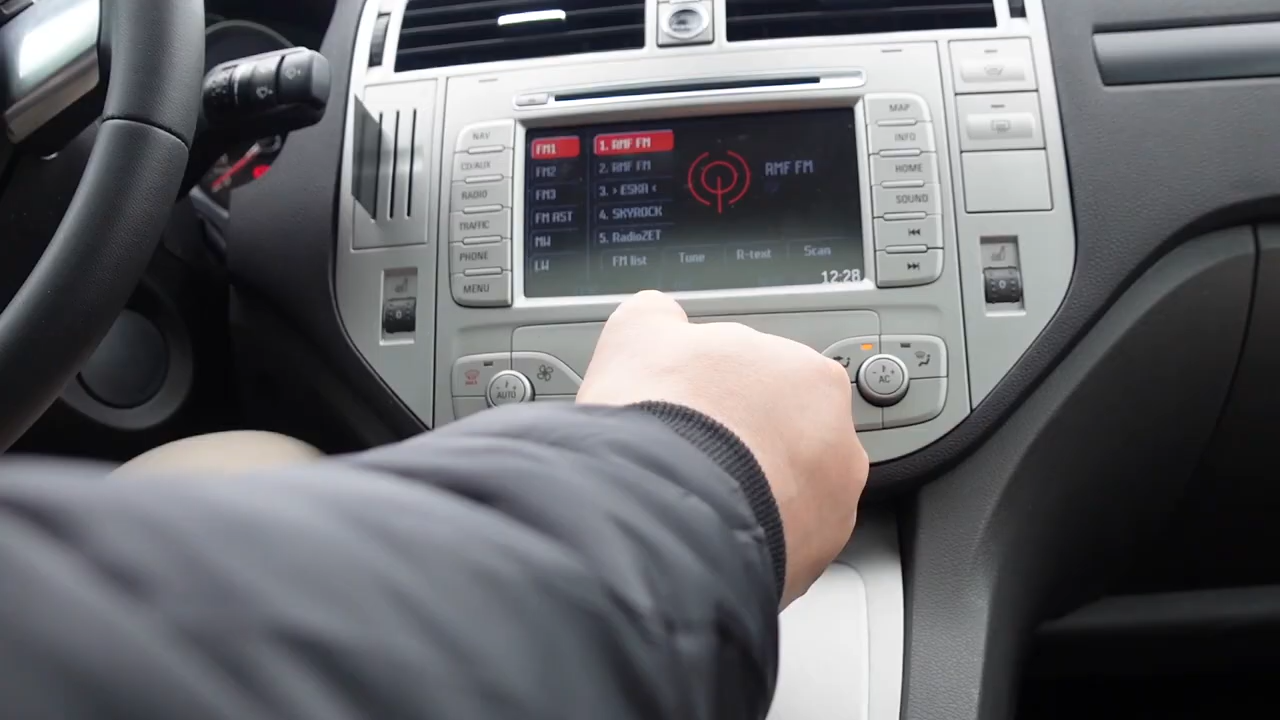 NAV
CD/AUX
RADIO
TRAFFIC
PHONE
MENU
FM1
FM2
FM3
FM AST
MW
LW
1. RMF FM
2. RMF FM
3. > ESKA <
4. SKYROCK
5. RadioZET
RMF FM
FM list
Tune
R-text
Scan
12:28
MAP
INFO
HOME
SOUND
AUTO
AC
0
0